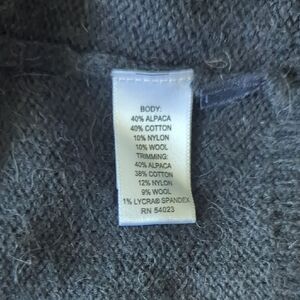 BODY:
40% ALPACA
40% COTTON
10% NYLON
10% WOOL
TRIMMING:
40% ALPACA
38% COTTON
12% NYLON
9% WOOL
1% LYCRA® SPANDEX
RN 54023